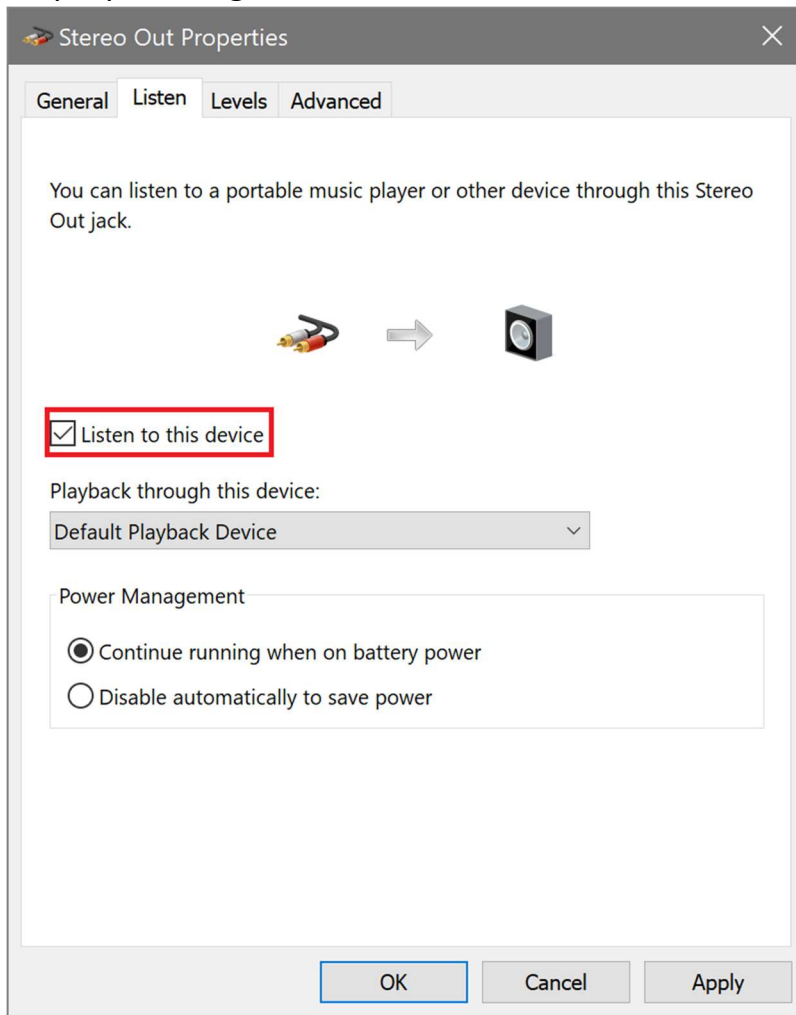 Stereo Out Properties
General Listen Levels Advanced
You can listen to a portable music player or other device through this Stereo
Out jack.
Listen to this device
Playback through this device:
Default Playback Device
Power Management
Continue running when on battery power
Disable automatically to save power
OK Cancel Apply